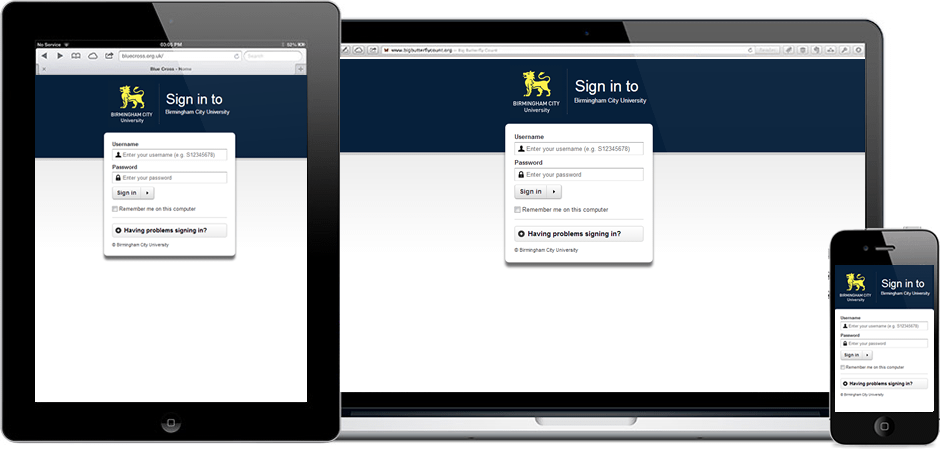 No Service
03:05 PM
52%
bluecross.org.uk/
Search
Blue Cross - Home
BIRMINGHAM CITY
University
Sign in to
Birmingham City University
Username
Enter your username (e.g. S12345678)
Password
Enter your password
Sign in
Remember me on this computer
Having problems signing in?
© Birmingham City University
www.bigbutterflycount.org – Big Butterfly Count
Reader
BIRMINGHAM CITY
University
Sign in to
Birmingham City University
Username
Enter your username (e.g. S12345678)
Password
Enter your password
Sign in
Remember me on this computer
Having problems signing in?
© Birmingham City University
BIRMINGHAM CITY
University
Sign in to
Birmingham City University
Username
Enter your username (e.g. S12345678)
Password
Enter your password
Sign in
Remember me on this computer
Having problems signing in?
© Birmingham City University